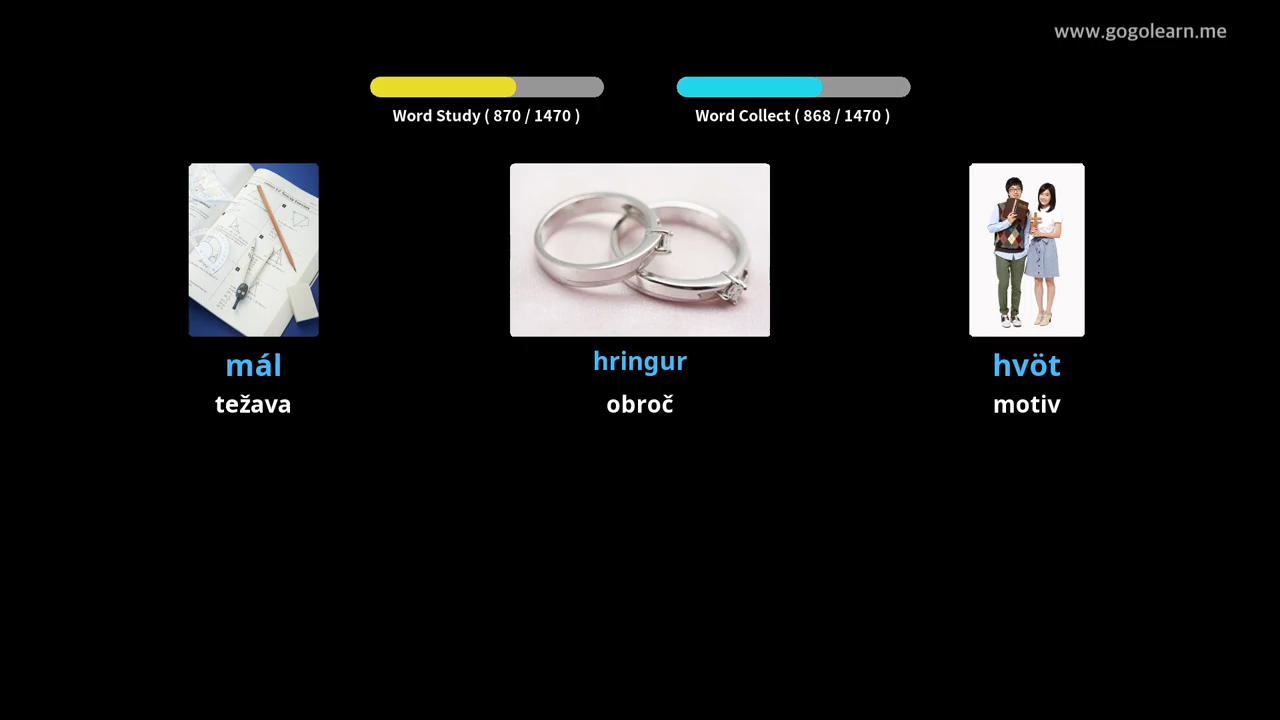 www.gogolearn.me
Word Study ( 870 / 1470 )
Word Collect ( 868 / 1470 )
mál
hringur
hvöt
težava
obroč
motiv